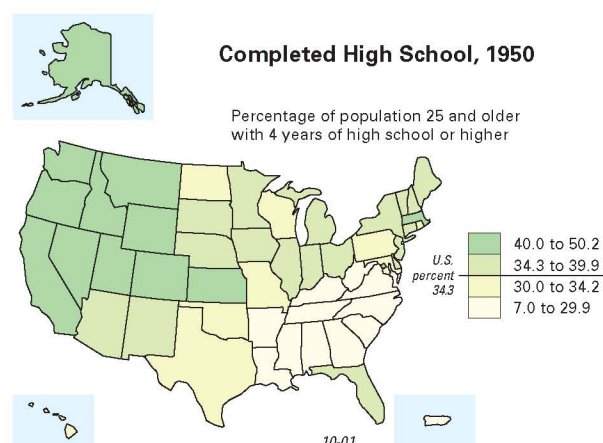 Completed High School, 1950
Percentage of population 25 and older
with 4 years of high school or higher
U.S.
percent
34.3
40.0 to 50.2
34.3 to 39.9
30.0 to 34.2
7.0 to 29.9
10-01